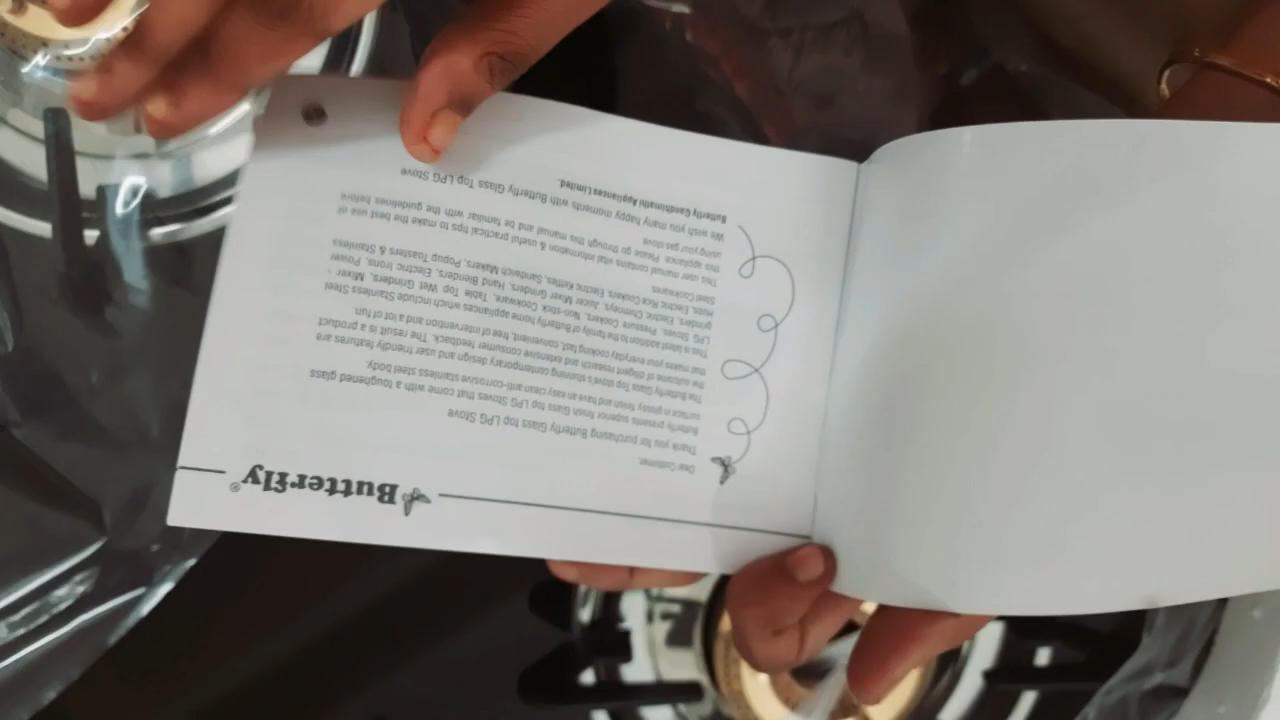 Butterfly®
Dear Customer,
Thank you for purchasing Butterfly Glass top LPG Stove
Butterfly presents superior finish Glass top LPG Stoves that come with a toughened glass
surface in glossy finish and have an easy clean anti-corrosive stainless steel body.
The Butterfly Glass Top stove's stunning contemporary design and user friendly features are
the outcome of diligent research and extensive consumer feedback. The result is a product
that makes your everyday cooking fast, convenient, free of intervention and a lot of fun.
This is latest addition to the family of Butterfly home appliances which include Stainless Steel
LPG Stoves, Pressure Cookers, Non-stick Cookware, Table Top Wet Grinders, Mixer
grinders, Electric Chimneys, Juicer Mixer Grinders, Hand Blenders, Electric Irons, Power
Hobs, Electric Rice Cookers, Electric Kettles, Sandwich Makers, Popup Toasters & Stainless
Steel Cookwares.
This user manual contains vital information & useful practical tips to make the best use of
this appliance. Please go through this manual and be familiar with the guidelines before
using your gas stove.
We wish you many happy moments with Butterfly Glass Top LPG Stove
Butterfly Gandhimathi Appliances Limited.